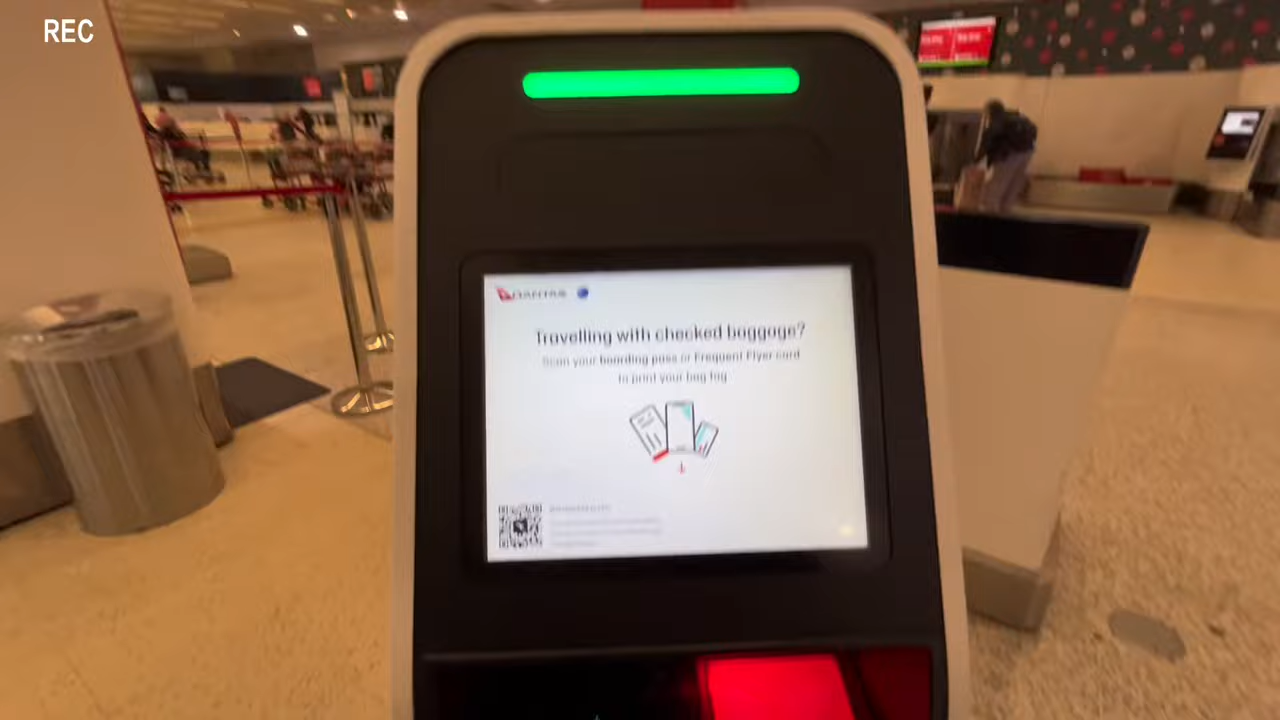 REC
QANTAS
Travelling with checked baggage?
Scan your boarding pass or Frequent Flyer card
to print your bag tag